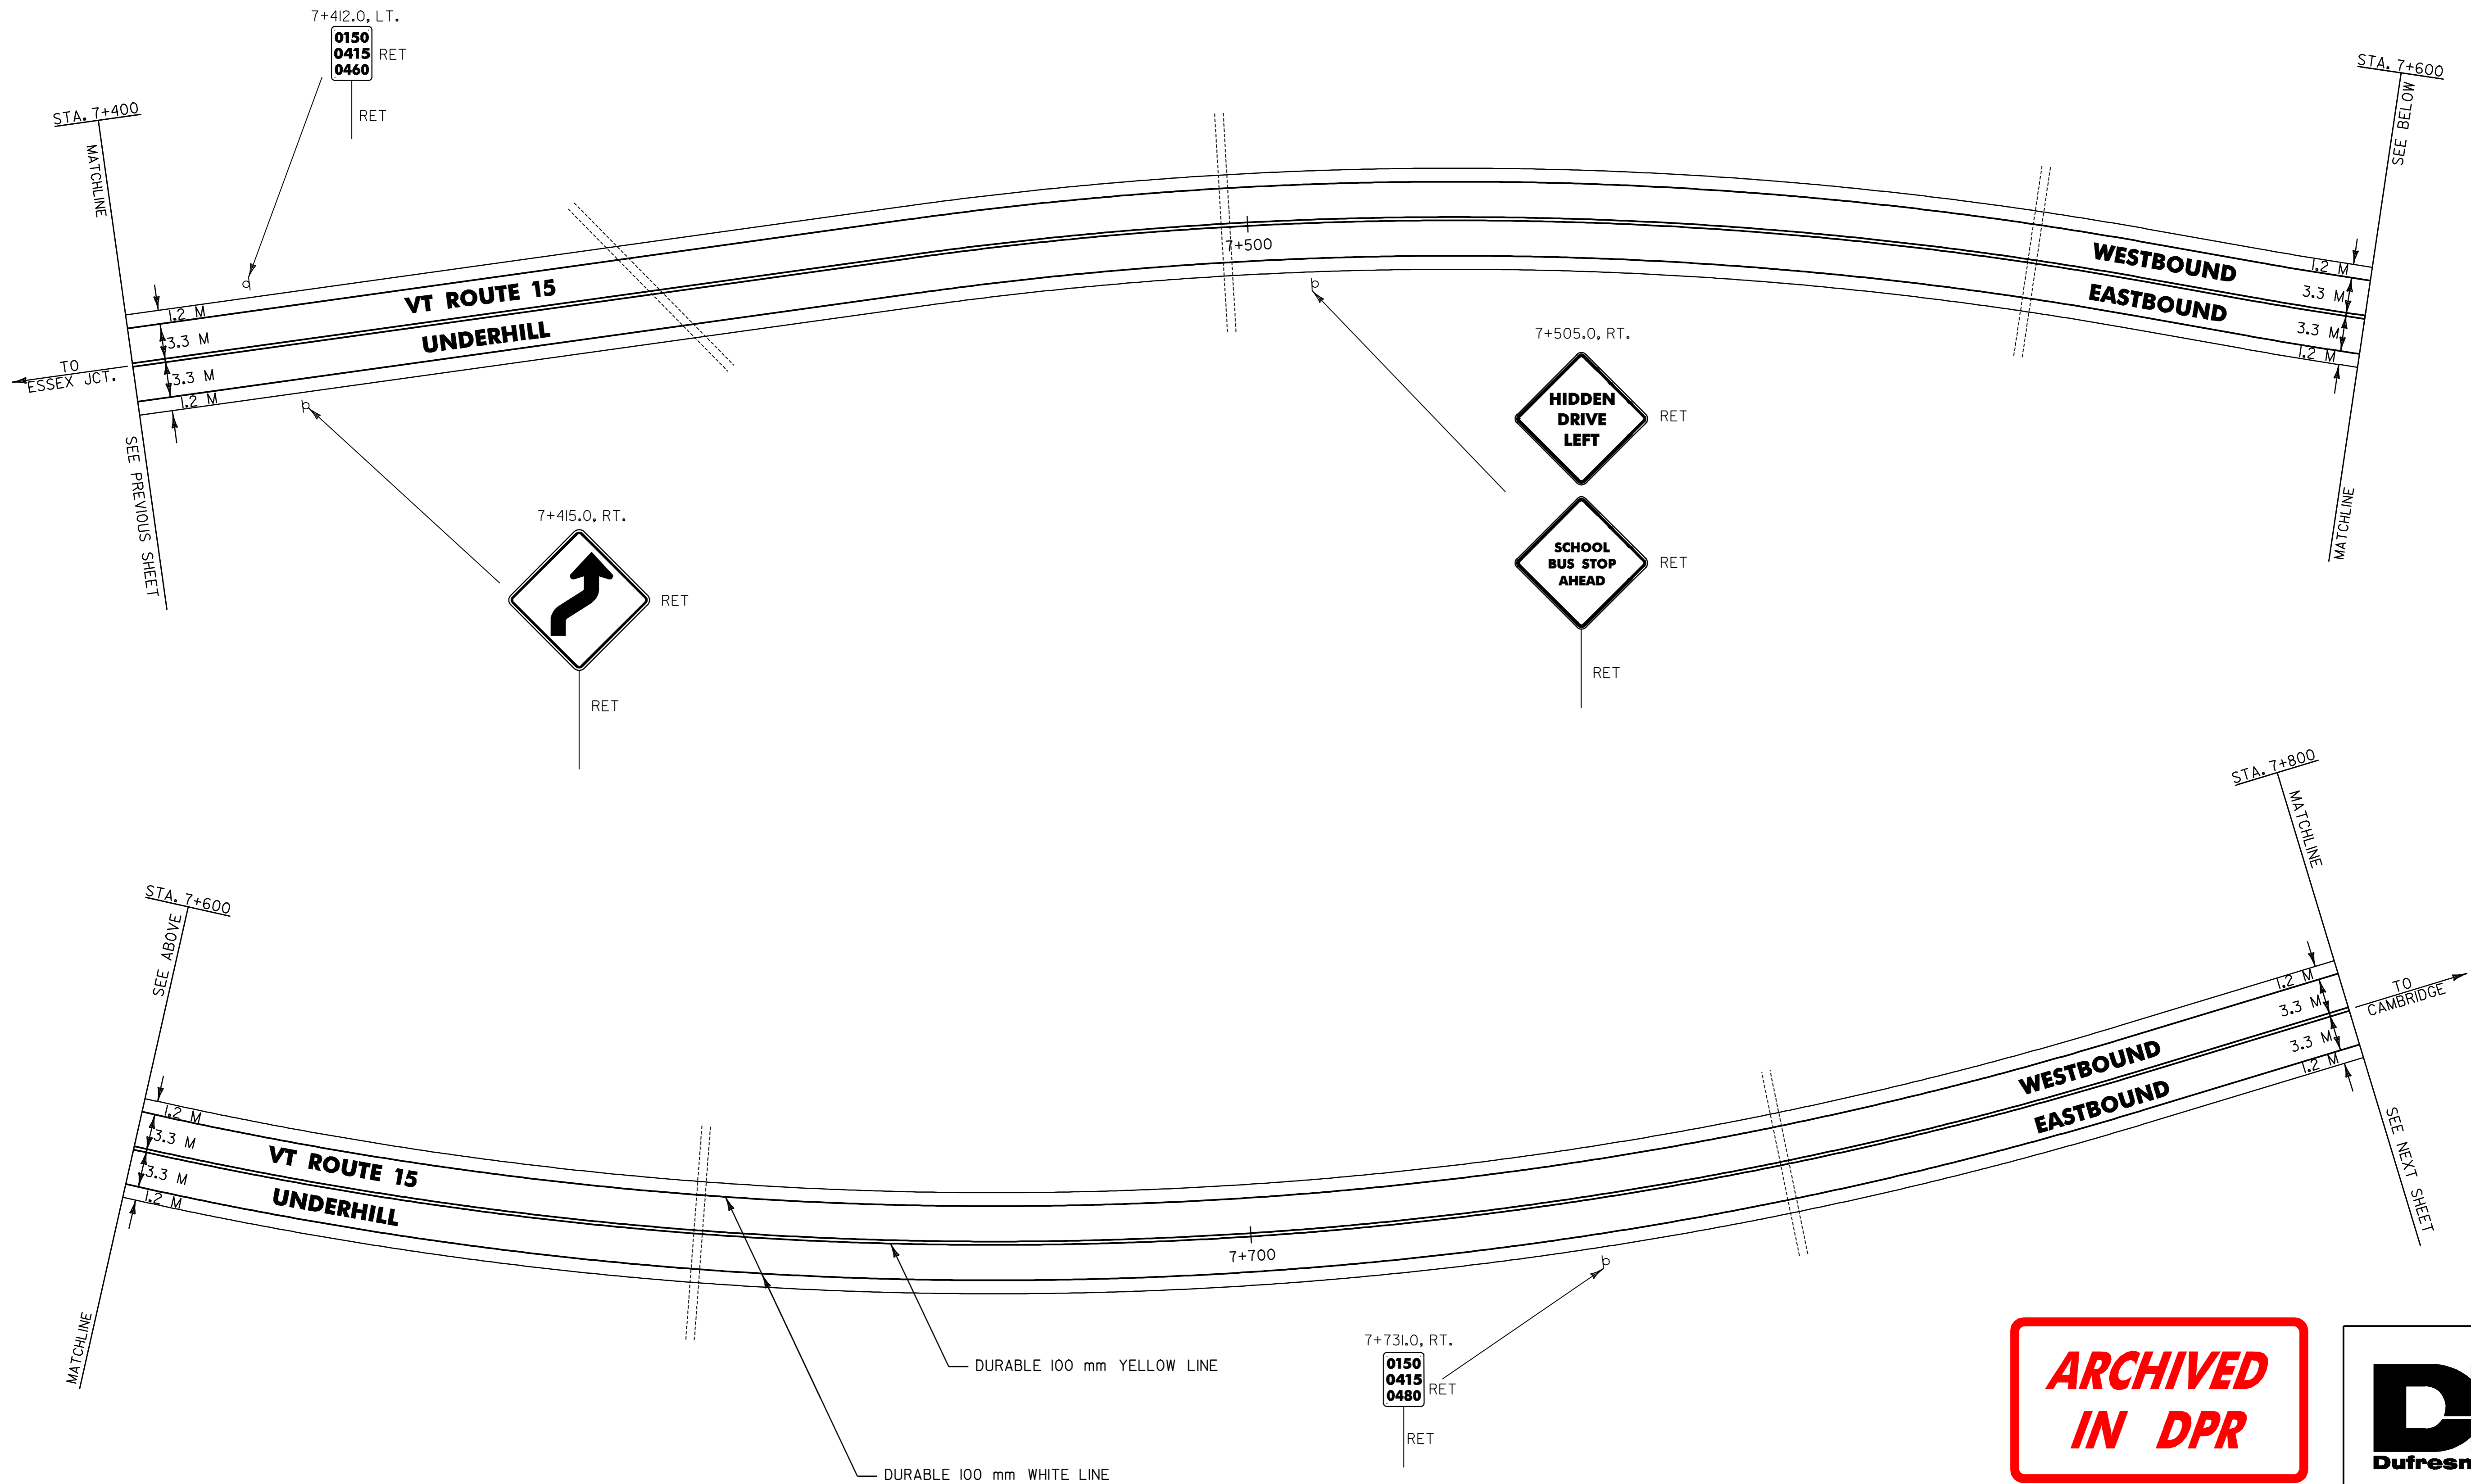 7+412.0, LT.
0150
0415
0460
RET
RET
STA. 7+400
MATCHLINE
STA. 7+600
SEE BELOW
7+500
WESTBOUND
EASTBOUND
1.2 M
3.3 M
3.3 M
1.2 M
VT ROUTE 15
UNDERHILL
1.2 M
3.3 M
3.3 M
1.2 M
TO
ESSEX JCT.
SEE PREVIOUS SHEET
MATCHLINE
7+505.0, RT.
HIDDEN
DRIVE
LEFT
RET
SCHOOL
BUS STOP
AHEAD
RET
RET
7+415.0, RT.
RET
RET
STA. 7+800
MATCHLINE
STA. 7+600
SEE ABOVE
1.2 M
3.3 M
3.3 M
1.2 M
TO
CAMBRIDGE
WESTBOUND
EASTBOUND
1.2 M
3.3 M
3.3 M
1.2 M
VT ROUTE 15
UNDERHILL
SEE NEXT SHEET
7+700
MATCHLINE
7+731.0, RT.
0150
0415
0480
RET
RET
DURABLE 100 mm YELLOW LINE
DURABLE 100 mm WHITE LINE
ARCHIVED
IN DPR
D
Dufresn